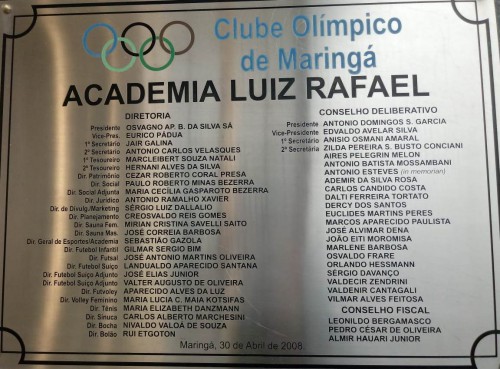 Clube Olímpico
de Maringá
ACADEMIA LUIZ RAFAEL
DIRETORIA
Presidente OSVAGNO AP. B. DA SILVA SÁ
Vice-Pres. EURICO PÁDUA
1º Secretário JAIR GALINA
2º Secretário ANTONIO CARLOS VELASQUES
1º Tesoureiro MARCLEIBERT SOUZA NATALI
2º Tesoureiro HERNANI ALVES DA SILVA
Dir. Patrimônio CEZAR ROBERTO CORAL PRESA
Dir. Social PAULO ROBERTO MINAS BEZERRA
Dir. Social Adjunta MARIA CECÍLIA GASPAROTO BEZERRA
Dir. Jurídico ANTONIO RAMALHO XAVIER
Dir. de Divulg./Marketing SÉRGIO LUIZ DALLALIO
Dir. Planejamento CREOSVALDO REIS GOMES
Dir. Sauna Fem. MIRIAN CRISTINA SAVELLI SAITO
Dir. Sauna Mas. JOSÉ CORREIA BARBOSA
Dir. Geral de Esportes/Academia SEBASTIÃO GAZOLA
Dir. Futebol Infantil GILMAR SERGIO BIM
Dir. Futsal JOSÉ ANTONIO MARTINS OLIVEIRA
Dir. Futebol Suíço LANDUALDO APARECIDO SANTANA
Dir. Futebol Suíço Adjunto JOSÉ ELIAS JUNIOR
Dir. Futebol Suíço Adjunto VALTER AUGUSTO DE OLIVEIRA
Dir. Futvoley APARECIDO ALVES DA LUZ
Dir. Volley Feminino MARIA LUCIA C. MAIA KOTSIFAS
Dir. Tênis MARIA ELIZABETH DANZMANN
Dir. Sinuca CARLOS ALBERTO MARCHESINI
Dir. Bocha NIVALDO VALOA DE SOUZA
Dir. Bolão RUI ETGOTON
CONSELHO DELIBERATIVO
Presidente ANTONIO DOMINGOS S. GARCIA
Vice-Presidente EDVALDO AVELAR SILVA
1º Secretário ANISIO OSMANI AMARAL
2º Secretária ZILDA PEREIRA S. BUSTO CONCIANI
AIRES PELEGRIM MELON
ANTONIO BATISTA MOSSAMBANI
ANTONIO ESTEVES (in memorian)
ADEMIR DA SILVA ROSA
CARLOS CANDIDO COSTA
DALTI FERREIRA TORTATO
DERCY DOS SANTOS
EUCLIDES MARTINS PERES
MARCOS APARECIDO PAULISTA
JOSÉ ALVIMAR DENA
JOÃO EITI MOROMISA
MARLENE BARBOSA
OSVALDO FRARE
ORLANDO HESSMANN
SÉRGIO DAVANÇO
VALDECIR ZENDRINI
VALDENIR CANTAGALI
VILMAR ALVES FEITOSA
CONSELHO FISCAL
LEONILDO BERGAMASCO
PEDRO CÉSAR DE OLIVEIRA
ALMIR HAUARI JUNIOR
Maringá, 30 de Abril de 2008.